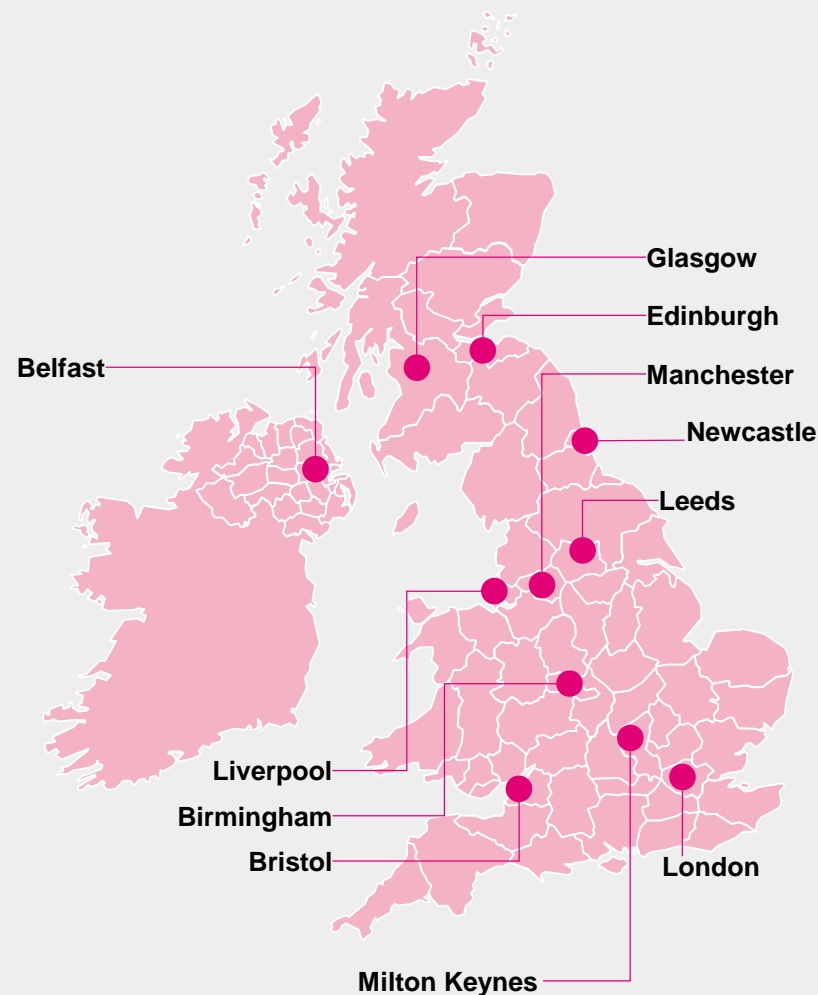 Glasgow
Edinburgh
Belfast
Manchester
Newcastle
Leeds
Liverpool
Birmingham
Bristol
London
Milton Keynes